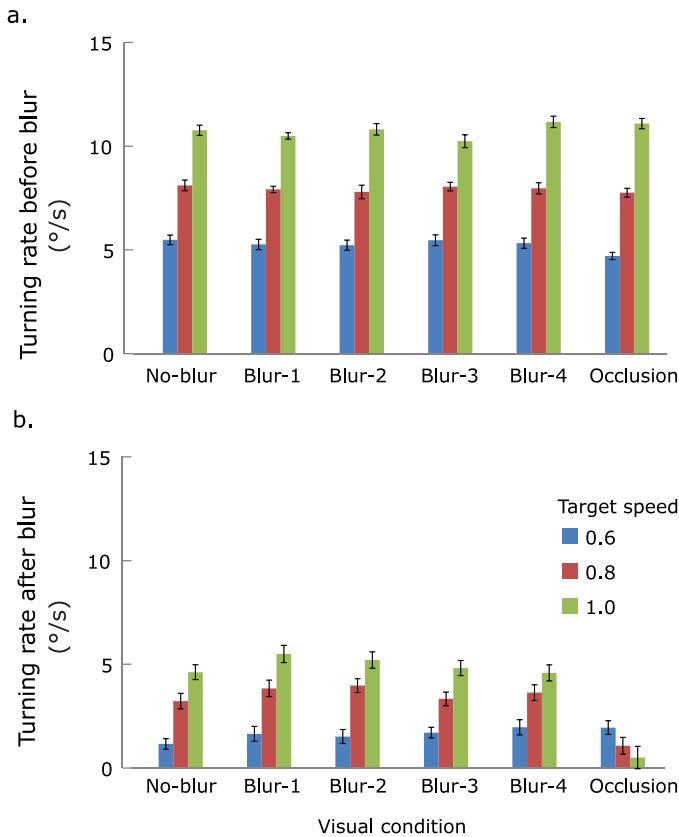 a.
Turning rate before blur
(°/s)
15
10
5
0
No-blur Blur-1 Blur-2 Blur-3 Blur-4 Occlusion
b.
Turning rate after blur
(°/s)
15
10
5
0
Target speed
0.6
0.8
1.0
No-blur Blur-1 Blur-2 Blur-3 Blur-4 Occlusion
Visual condition